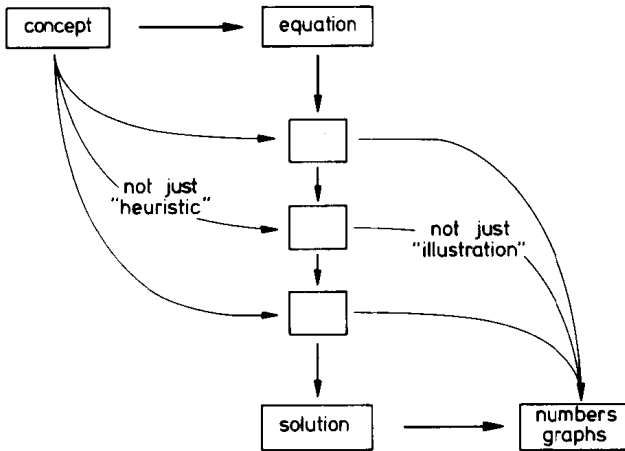 concept
equation
not just
"heuristic"
not just
"illustration"
solution
numbers
graphs